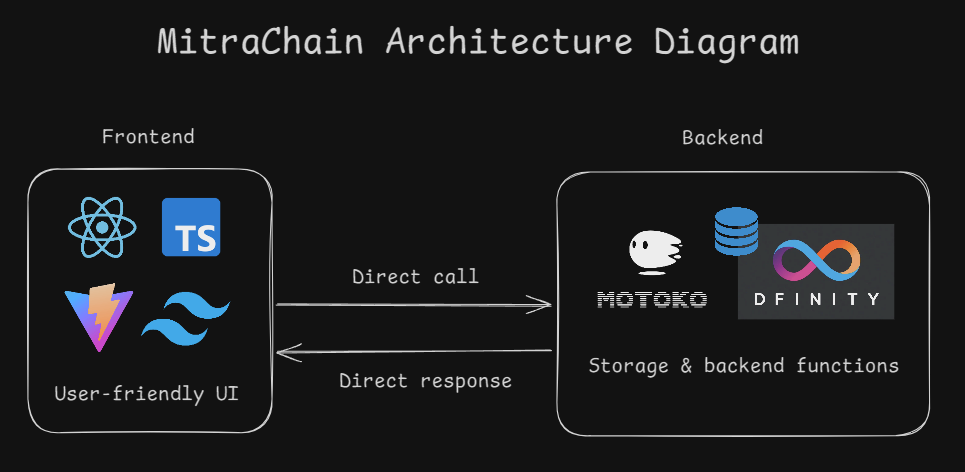 MitraChain Architecture Diagram
Frontend
Backend
TS
Direct call
MOTOKO
DFINITY
Storage & backend functions
Direct response
User-friendly UI